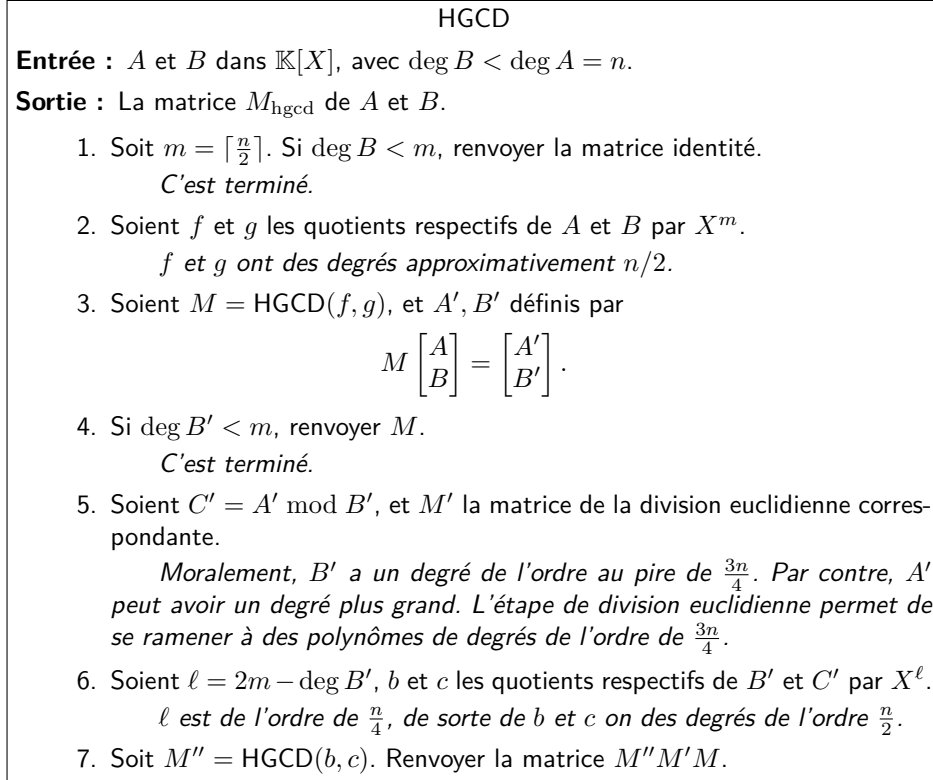 HGCD
Entrée : A et B dans 𝕂[X], avec deg B < deg A = n.
Sortie : La matrice M_hgcd de A et B.
1. Soit m = ⌈n/2⌉. Si deg B < m, renvoyer la matrice identité.
C'est terminé.
2. Soient f et g les quotients respectifs de A et B par X^m.
f et g ont des degrés approximativement n/2.
3. Soient M = HGCD(f, g), et A′, B′ définis par
M [A B] = [A′ B′].
4. Si deg B′ < m, renvoyer M.
C'est terminé.
5. Soient C′ = A′ mod B′, et M′ la matrice de la division euclidienne corres-
pondante.
Moralement, B′ a un degré de l'ordre au pire de 3n/4. Par contre, A′
peut avoir un degré plus grand. L'étape de division euclidienne permet de
se ramener à des polynômes de degrés de l'ordre de 3n/4.
6. Soient ℓ = 2m − deg B′, b et c les quotients respectifs de B′ et C′ par X^ℓ.
ℓ est de l'ordre de n/4, de sorte de b et c on des degrés de l'ordre n/2.
7. Soit M″ = HGCD(b, c). Renvoyer la matrice M″M′M.